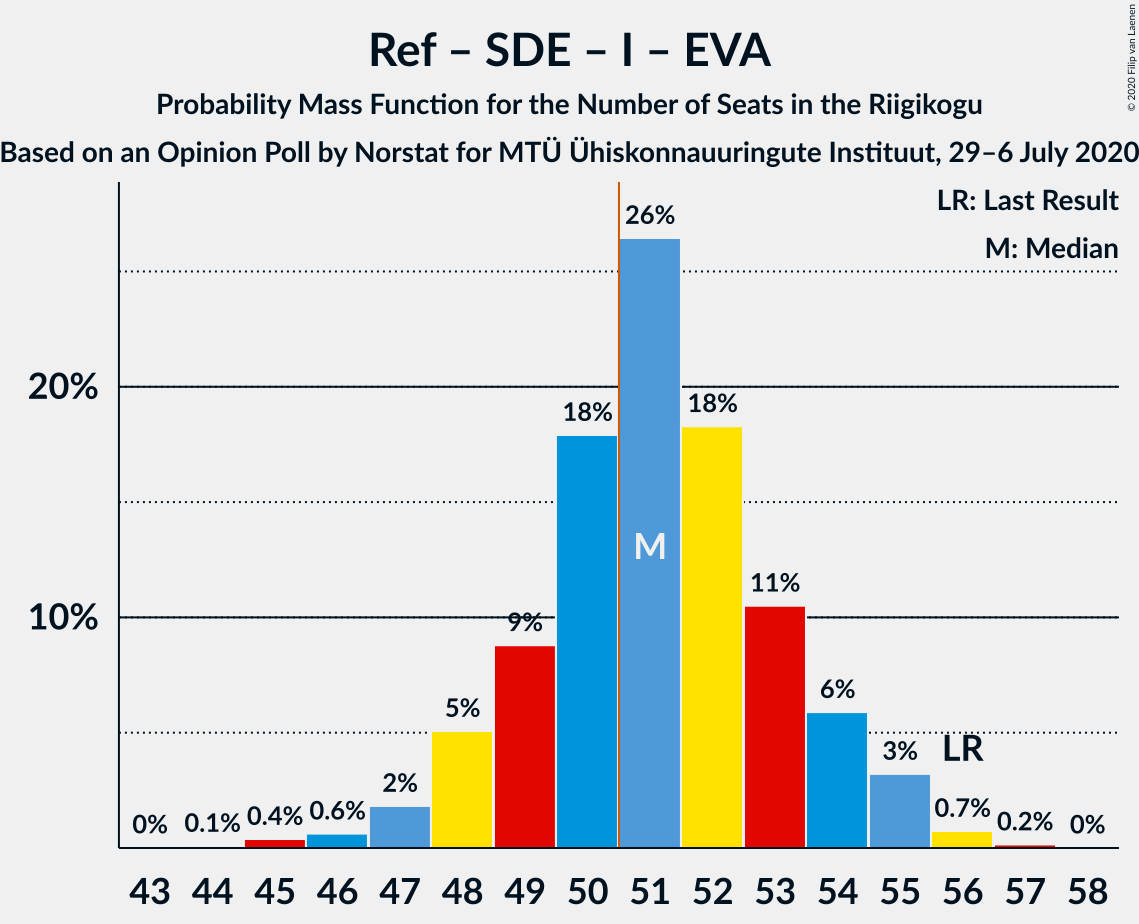 Ref – SDE – I – EVA
Probability Mass Function for the Number of Seats in the Riigikogu
Based on an Opinion Poll by Norstat for MTÜ Ühiskonnauuringute Instituut, 29–6 July 2020
© 2020 Filip van Laenen
LR: Last Result
M: Median
20%
10%
0%
0.1%
0.4%
0.6%
2%
5%
9%
18%
26%
18%
11%
6%
3%
0.7%
0.2%
0%
M
LR
43 44 45 46 47 48 49 50 51 52 53 54 55 56 57 58